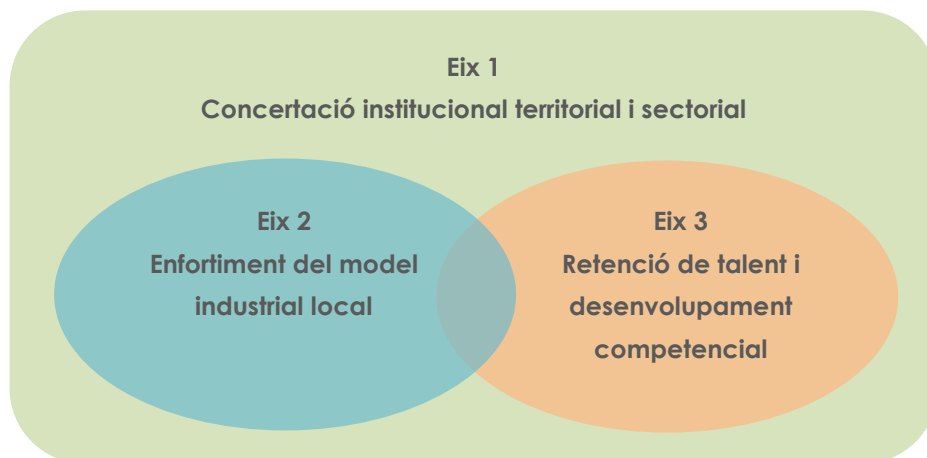 Eix 1
Concertació institucional territorial i sectorial
Eix 2
Enfortiment del model
industrial local
Eix 3
Retenció de talent i
desenvolupament
competencial